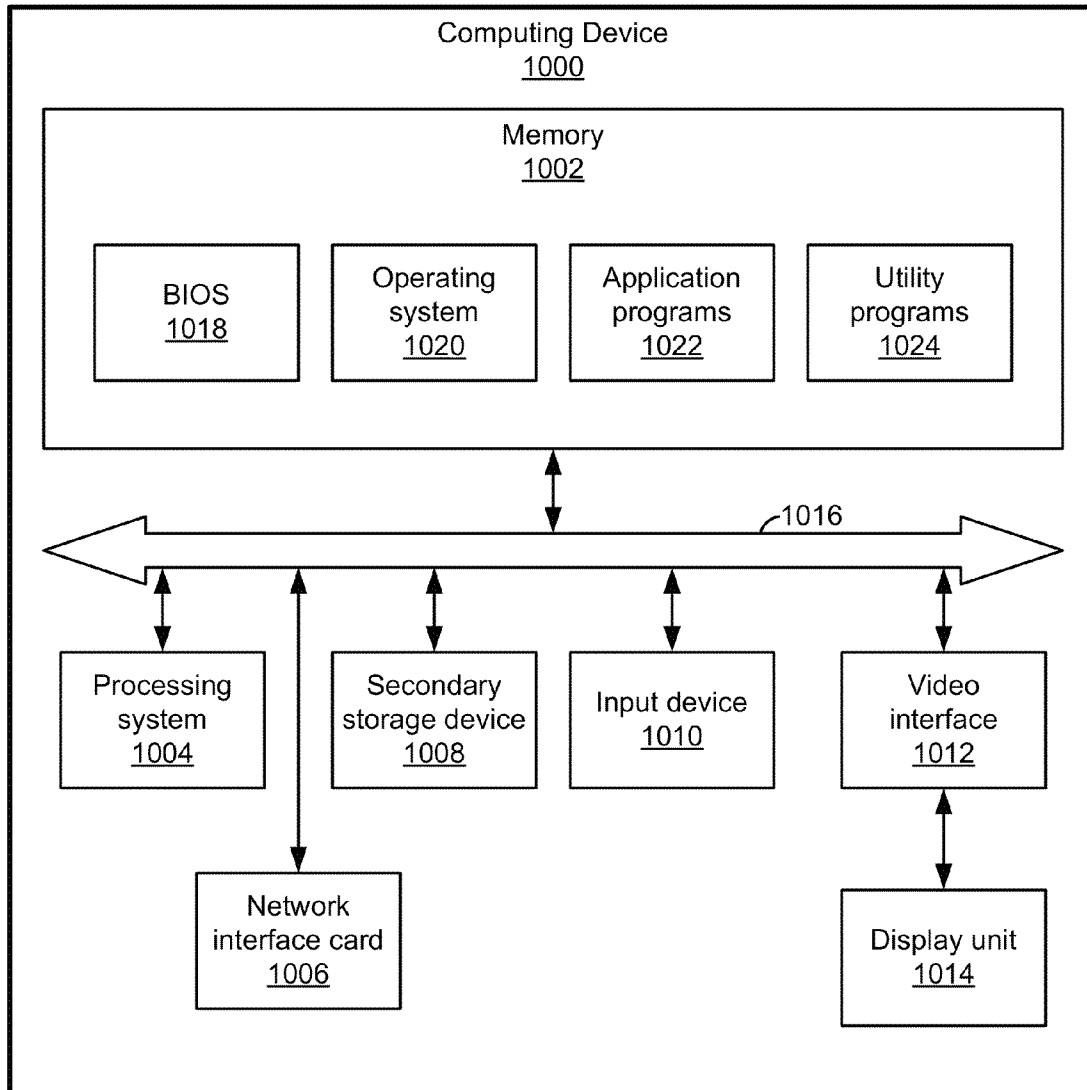 Computing Device
1000
Memory
1002
BIOS
1018
Operating
system
1020
Application
programs
1022
Utility
programs
1024
1016
Processing
system
1004
Secondary
storage device
1008
Input device
1010
Video
interface
1012
Network
interface card
1006
Display unit
1014